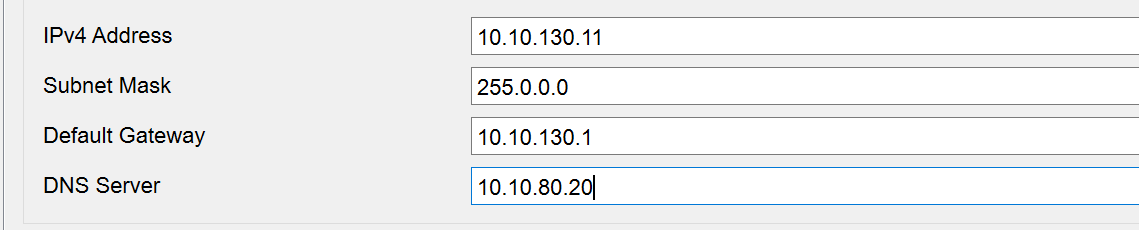 IPv4 Address 10.10.130.11
Subnet Mask 255.0.0.0
Default Gateway 10.10.130.1
DNS Server 10.10.80.20